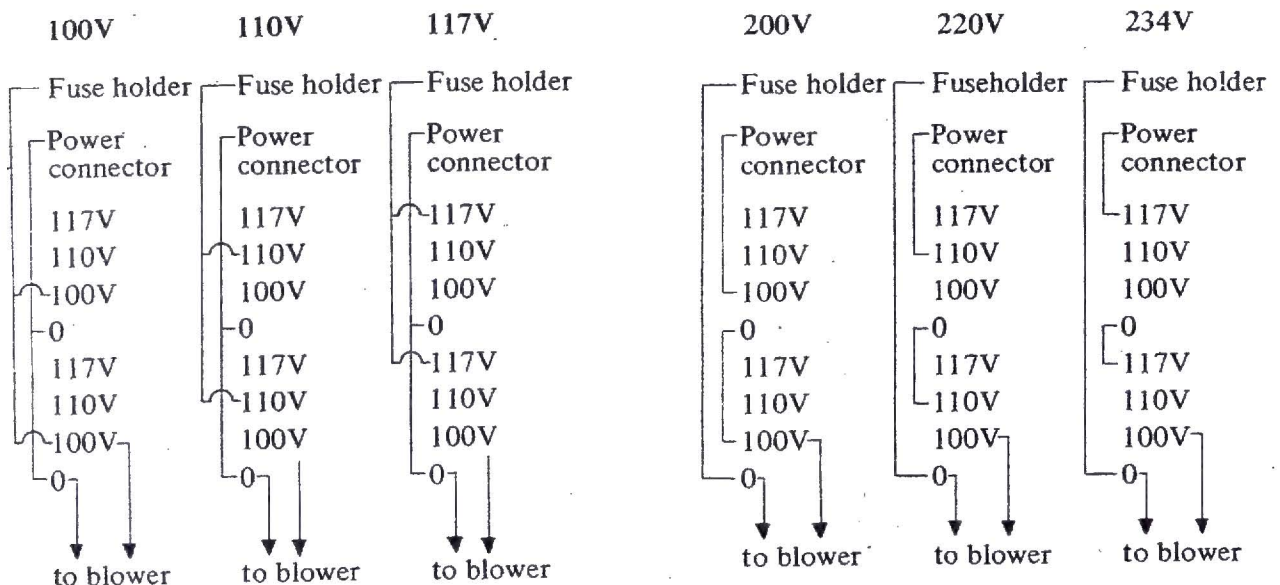 100V
Fuse holder
Power
connector
117V
110V
100V
0
117V
110V
100V
0
to blower
110V
Fuse holder
Power
connector
117V
110V
100V
0
117V
110V
100V
0
to blower
117V
Fuse holder
Power
connector
117V
110V
100V
0
117V
110V
100V
0
to blower
200V
Fuse holder
Power
connector
117V
110V
100V
0
117V
110V
100V
0
to blower
220V
Fuseholder
Power
connector
117V
110V
100V
0
117V
110V
100V
0
to blower
234V
Fuse holder
Power
connector
117V
110V
100V
0
117V
110V
100V
0
to blower